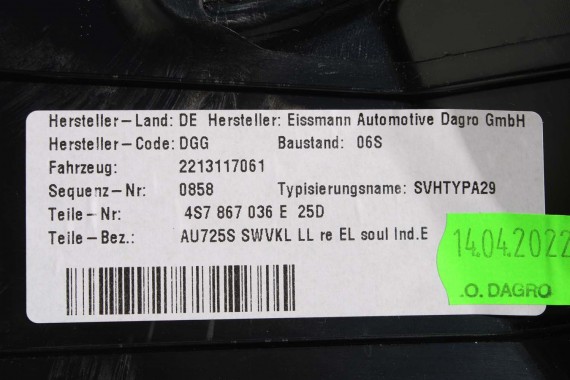 Hersteller-Land: DE Hersteller: Eissmann Automotive Dagro GmbH
Hersteller-Code: DGG Baustand: 06S
Fahrzeug: 2213117061
Sequenz-Nr: 0858 Typisierungsname: SVHTYPA29
Teile-Nr: 4S7 867 036 E 25D
Teile-Bez.: AU725S SWVKL LL re EL soul Ind.E
14.04.2022
.O. DAGRO